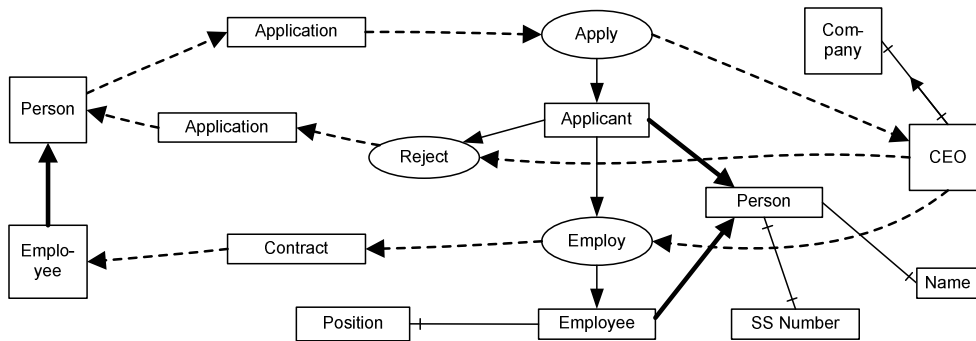 Application
Apply
Com-
pany
Person
Application
Applicant
Reject
CEO
Person
Emplo-
yee
Contract
Employ
Name
Position
Employee
SS Number